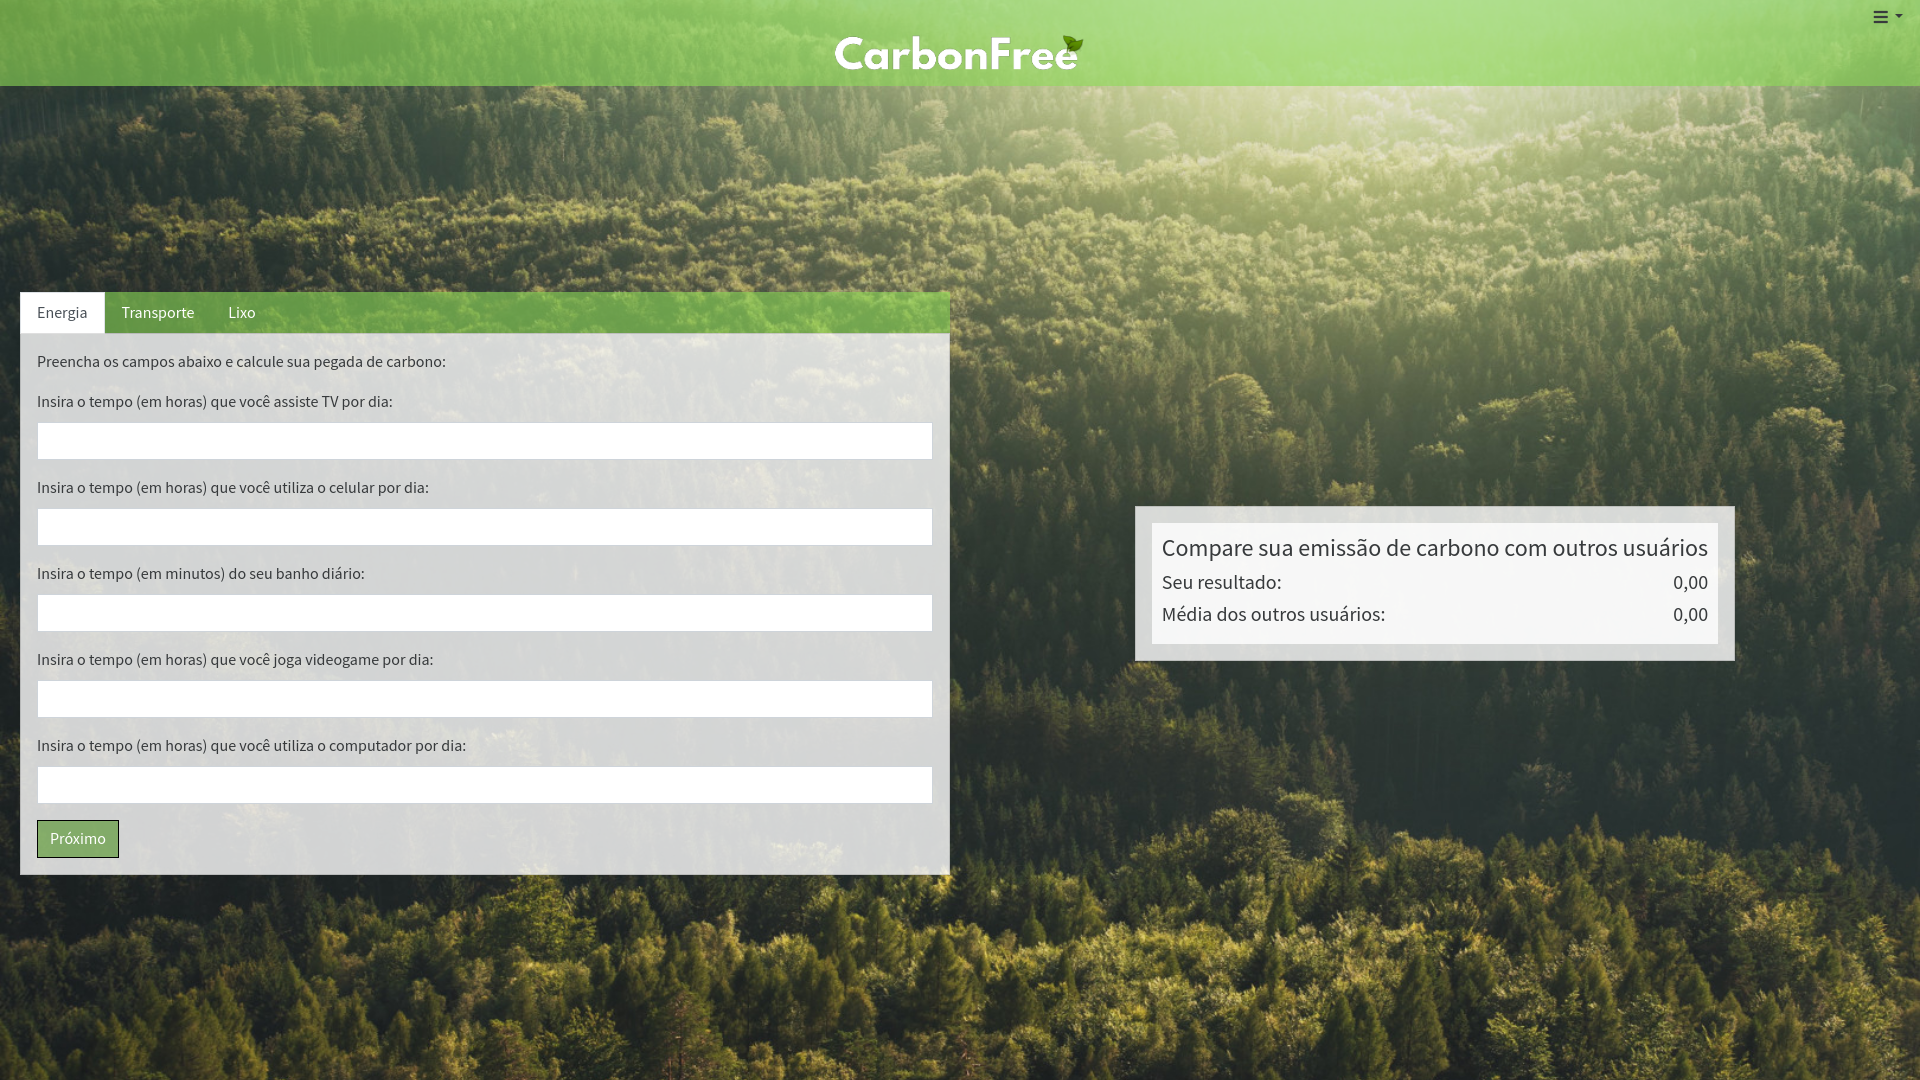 CarbonFree
Energia Transporte Lixo
Preencha os campos abaixo e calcule sua pegada de carbono:
Insira o tempo (em horas) que você assiste TV por dia:
Insira o tempo (em horas) que você utiliza o celular por dia:
Insira o tempo (em minutos) do seu banho diário:
Insira o tempo (em horas) que você joga videogame por dia:
Insira o tempo (em horas) que você utiliza o computador por dia:
Próximo
Compare sua emissão de carbono com outros usuários
Seu resultado: 0,00
Média dos outros usuários: 0,00